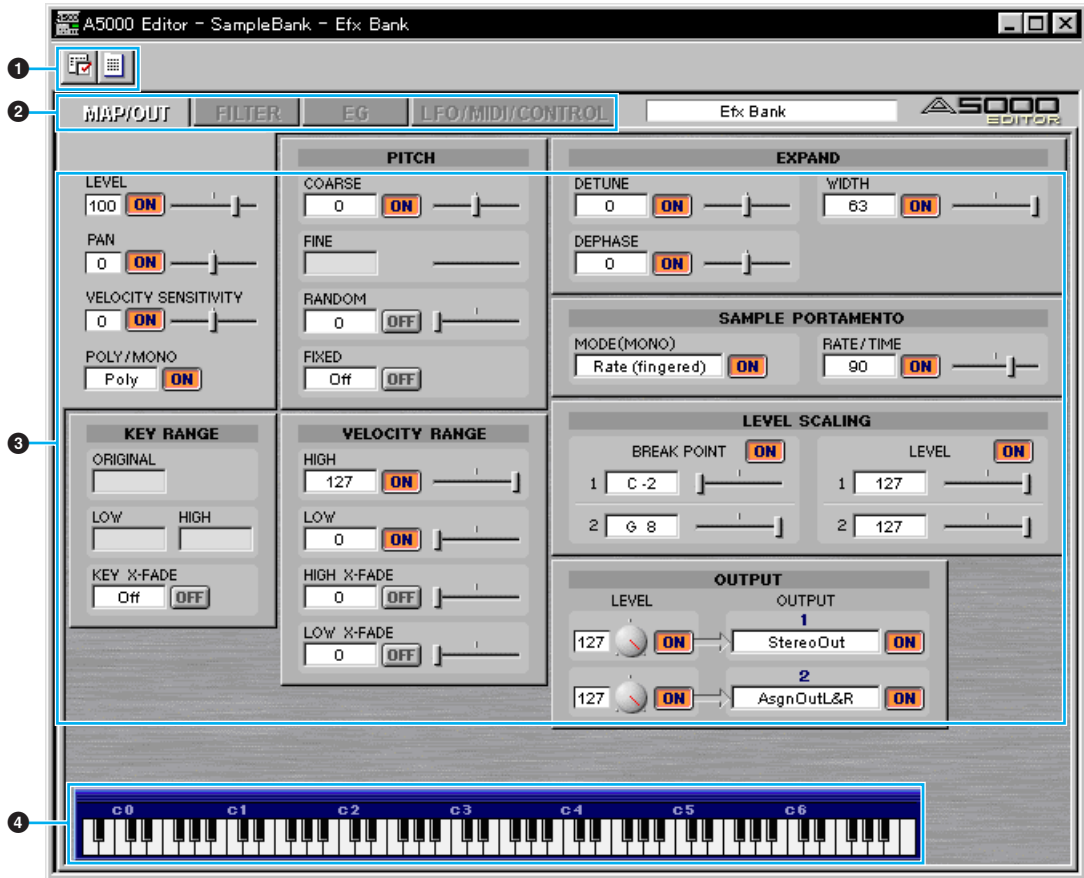 A5000 Editor - SampleBank - Efx Bank
1
2
MAP/OUT FILTER EG LFO/MIDI/CONTROL Efx Bank A5000 EDITOR
3
LEVEL
100 ON
PAN
0 ON
VELOCITY SENSITIVITY
0 ON
POLY/MONO
Poly ON
PITCH
COARSE
0 ON
FINE
RANDOM
0 OFF
FIXED
Off OFF
EXPAND
DETUNE WIDTH
0 ON 63 ON
DEPHASE
0 ON
SAMPLE PORTAMENTO
MODE(MONO) RATE/TIME
Rate (fingered) ON 90 ON
KEY RANGE
ORIGINAL
LOW HIGH
KEY X-FADE
Off OFF
VELOCITY RANGE
HIGH
127 ON
LOW
0 ON
HIGH X-FADE
0 OFF
LOW X-FADE
0 OFF
LEVEL SCALING
BREAK POINT ON LEVEL ON
1 C -2 1 127
2 G 8 2 127
OUTPUT
LEVEL OUTPUT
1
127 ON StereoOut ON
2
127 ON AsgnOutL&R ON
4
C0 C1 C2 C3 C4 C5 C6